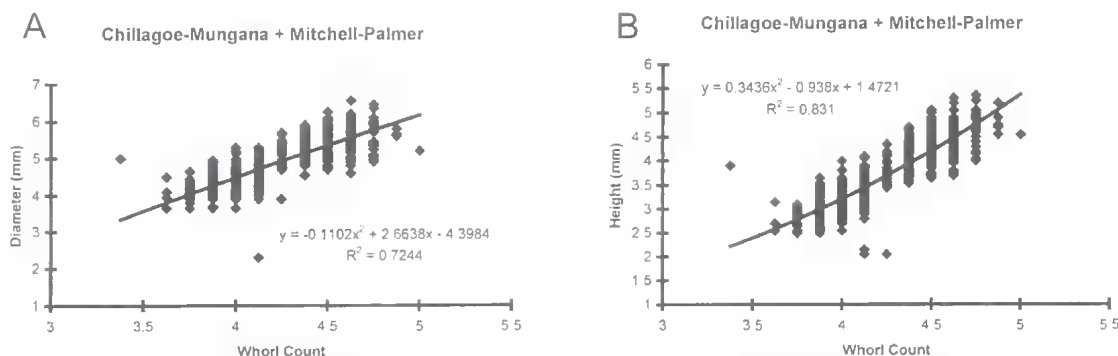 A
Chillagoe-Mungana + Mitchell-Palmer
7
6
5
4
3
2
1
Diameter (mm)
y = -0 1102x² + 2 6638x - 4 3984
R² = 0 7244
3
3 5
4
4 5
5
5 5
Whorl Count
B
Chillagoe-Mungana + Mitchell-Palmer
6
5 5
5
4 5
4
3 5
3
2 5
2
1 5
1
Height (mm)
y = 0.3436x² - 0 938x + 1 4721
R² = 0.831
3
3 5
4
4 5
5
5 5
Whorl Count